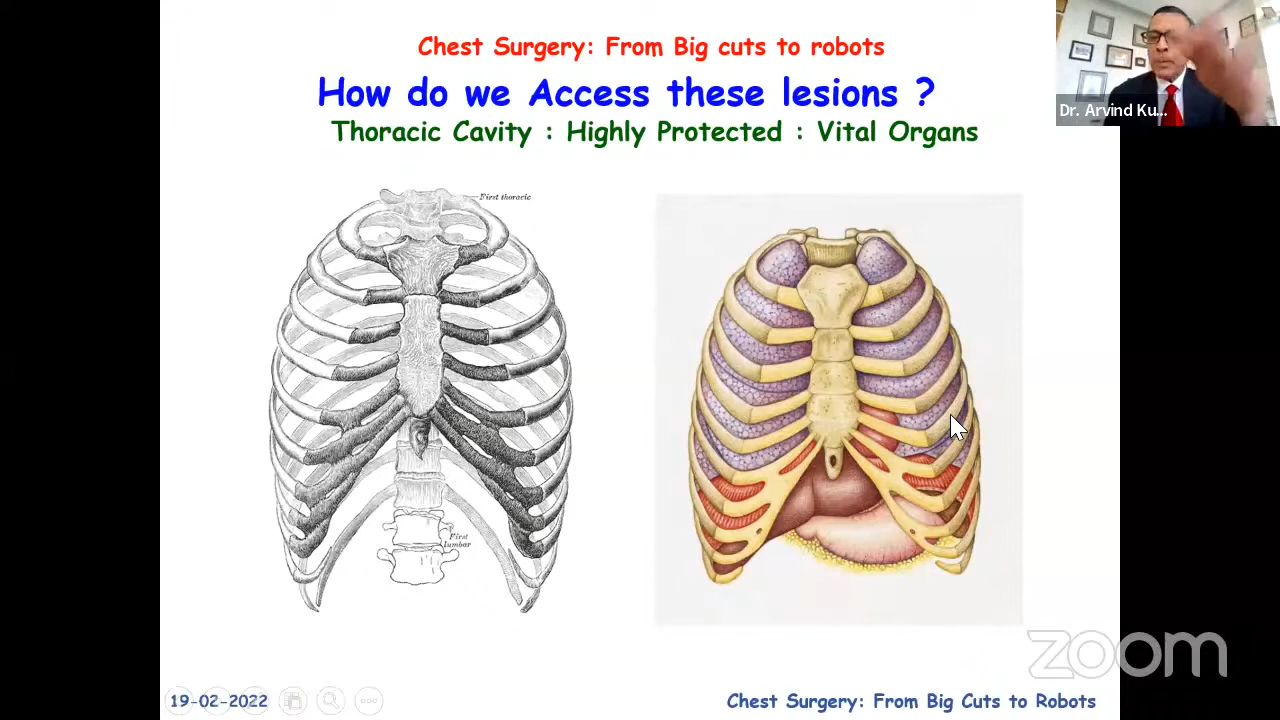 Chest Surgery: From Big cuts to robots
How do we Access these lesions ?
Thoracic Cavity : Highly Protected : Vital Organs
Dr. Arvind Ku...
First thoracic
First
lumbar
zoom
19-02-2022
Chest Surgery: From Big Cuts to Robots